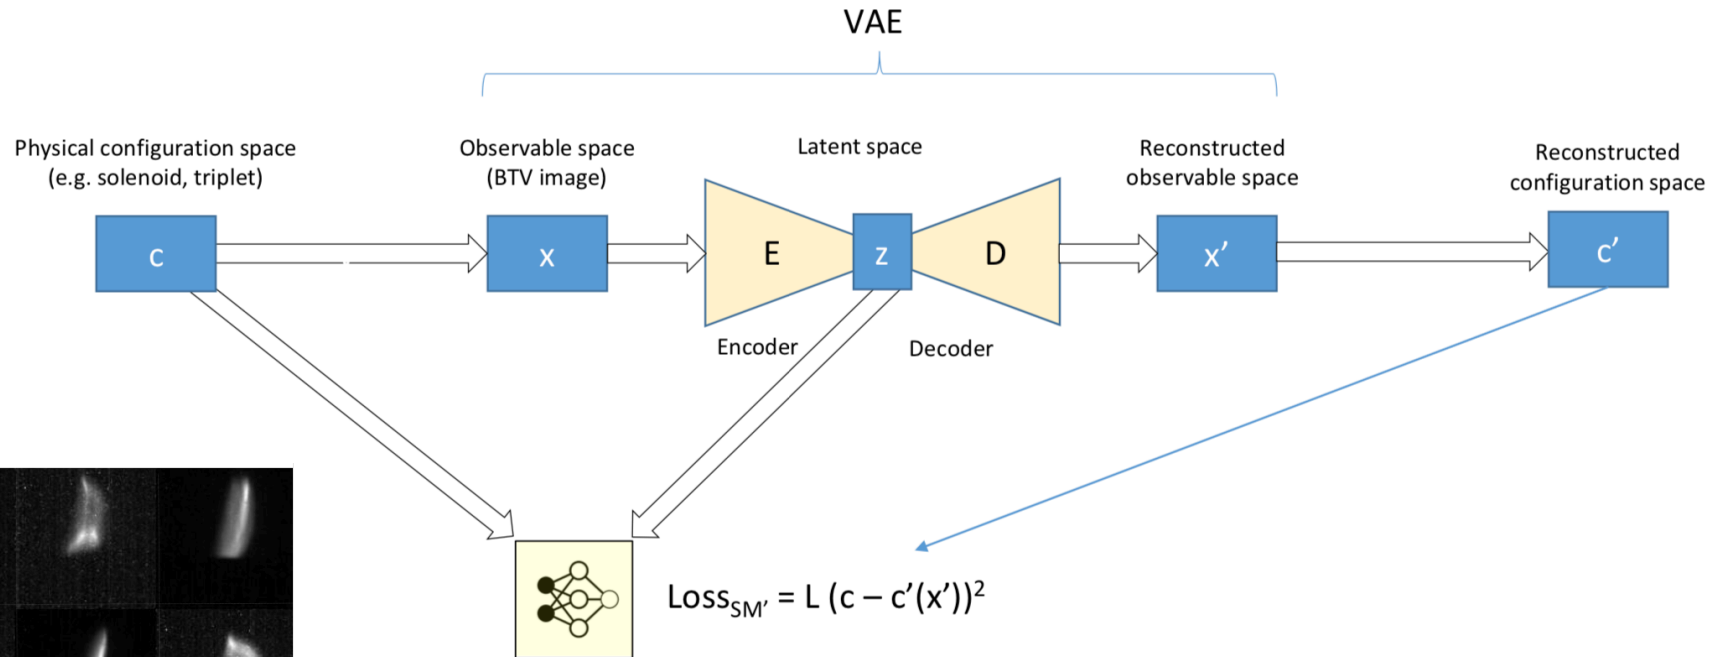 VAE
Physical configuration space
(e.g. solenoid, triplet)
Observable space
(BTV image)
Latent space
Reconstructed
observable space
Reconstructed
configuration space
c
x
E
z
D
x’
c’
Encoder
Decoder
Loss_SM’ = L (c – c’(x’))²